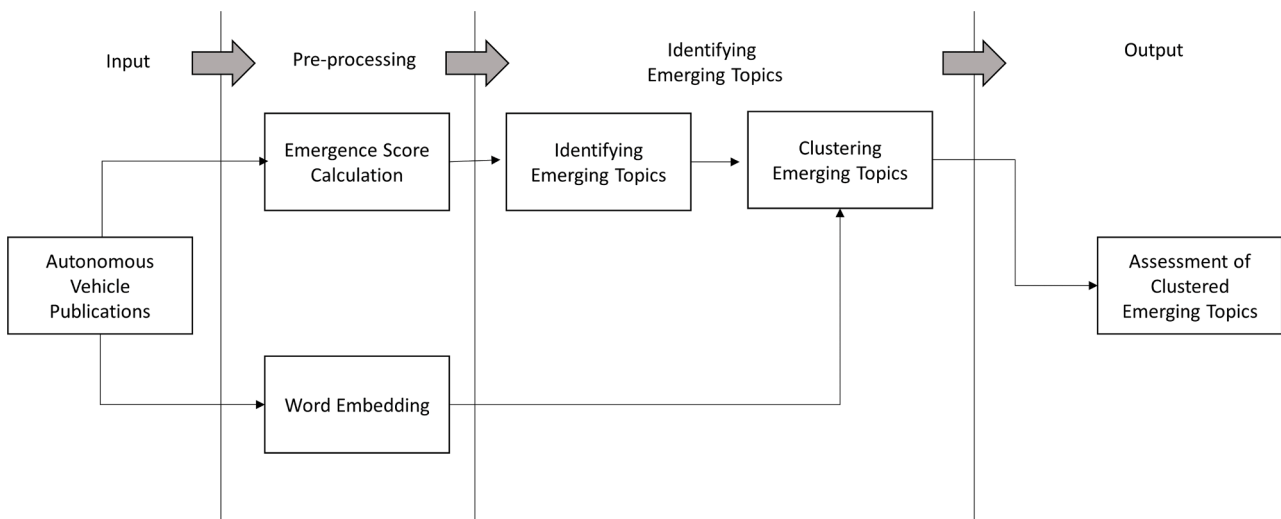 Input
Pre-processing
Identifying
Emerging Topics
Output
Emergence Score
Calculation
Identifying
Emerging Topics
Clustering
Emerging Topics
Autonomous
Vehicle
Publications
Assessment of
Clustered
Emerging Topics
Word Embedding